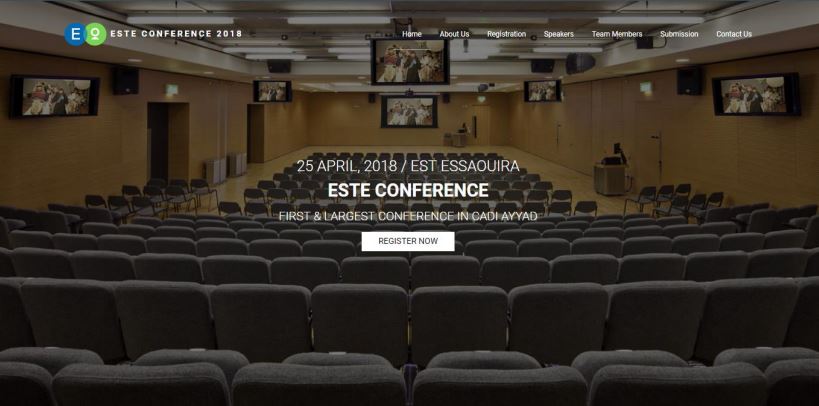 E
ESTE CONFERENCE 2018
Home About Us Registration Speakers Team Members Submission Contact Us
25 APRIL, 2018 / EST ESSAOUIRA
ESTE CONFERENCE
FIRST & LARGEST CONFERENCE IN CADI AYYAD
REGISTER NOW